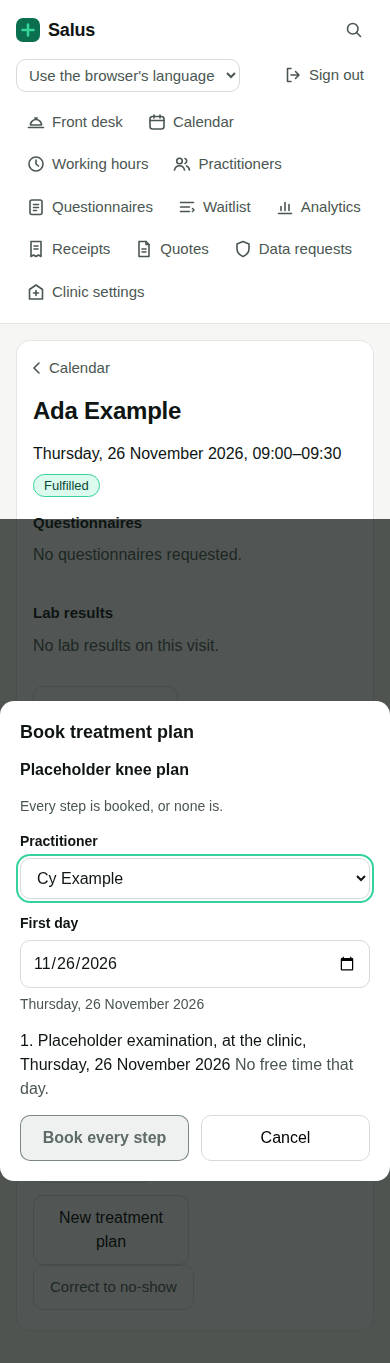 Salus
Use the browser's language
Sign out
Front desk
Calendar
Working hours
Practitioners
Questionnaires
Waitlist
Analytics
Receipts
Quotes
Data requests
Clinic settings
Calendar
Ada Example
Thursday, 26 November 2026, 09:00–09:30
Fulfilled
Questionnaires
No questionnaires requested.
Lab results
No lab results on this visit.
Book treatment plan
Placeholder knee plan
Every step is booked, or none is.
Practitioner
Cy Example
First day
11/26/2026
Thursday, 26 November 2026
1. Placeholder examination, at the clinic,
Thursday, 26 November 2026 No free time that
day.
Book every step
Cancel
New treatment
plan
Correct to no-show